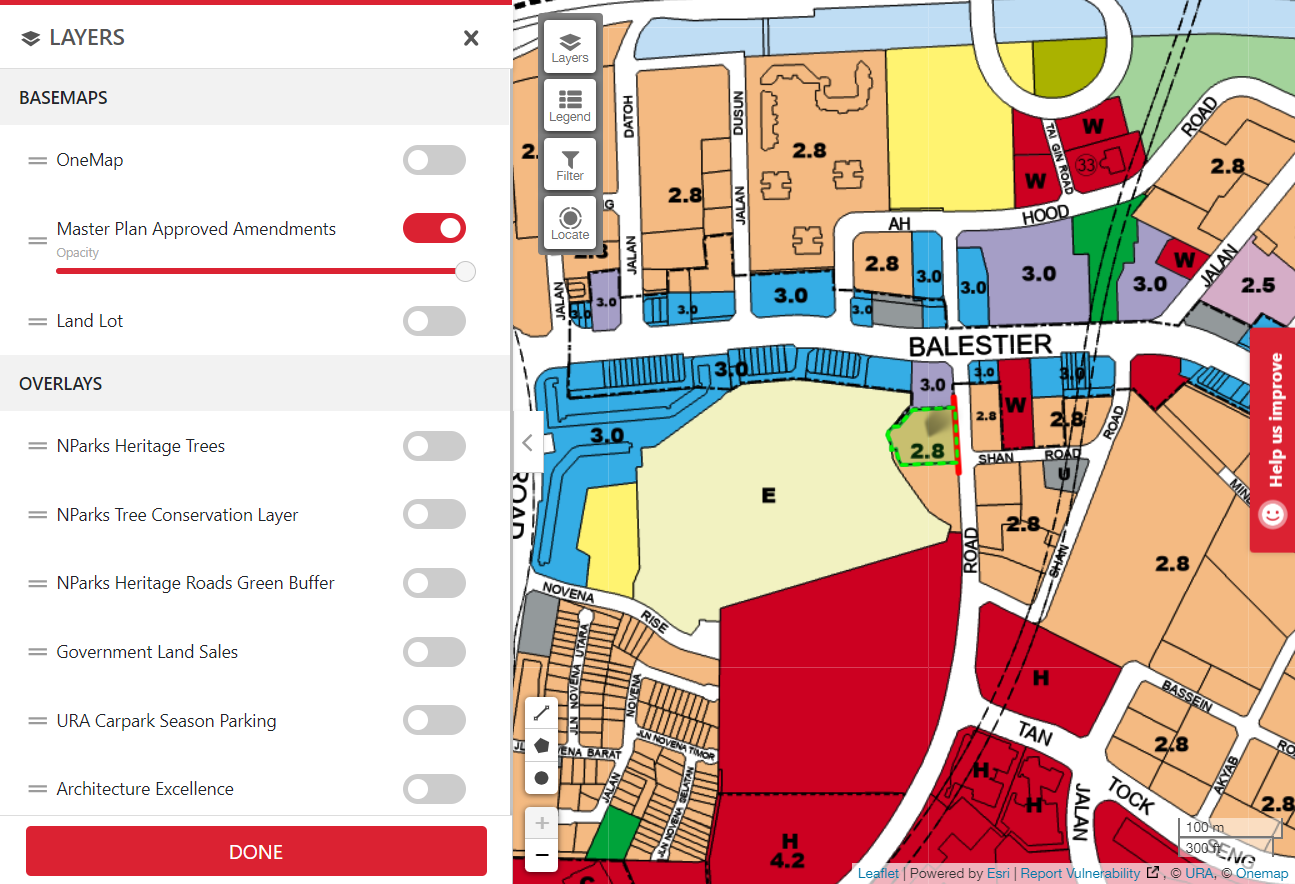 LAYERS
BASEMAPS
OneMap
Master Plan Approved Amendments
Opacity
Land Lot
OVERLAYS
NParks Heritage Trees
NParks Tree Conservation Layer
NParks Heritage Roads Green Buffer
Government Land Sales
URA Carpark Season Parking
Architecture Excellence
DONE
Layers
Legend
Filter
Locate
DATOH
DUSUN
JALAN
JALAN
JALAN
2.8
2.8
2.8
3.0
3.0
3.0
3.0
3.0
TAI GIN ROAD
W
W
33
ROAD
2.8
AH
HOOD
2.8
3.0
3.0
3.0
3.0
W
JALAN
2.5
BALESTIER
3.0
3.0
3.0
3.0
3.0
2.8
W
2.8
ROAD
2.8
SHAN
ROAD
U
E
ROAD
2.8
ROAD
SHAN
2.8
Help us improve
NOVENA
RISE
JLN NOVENA UTARA
NOVENA
JLN NOVENA TIMOR
VENA BARAT
JALAN
JLN NOVENA SELATAN
H
TAN
H
H
BASSEIN
2.8
AKYAB
2.8
TOCK
JALAN
SENG
H
4.2
100 m
300 ft
Leaflet | Powered by Esri | Report Vulnerability , © URA, © Onemap